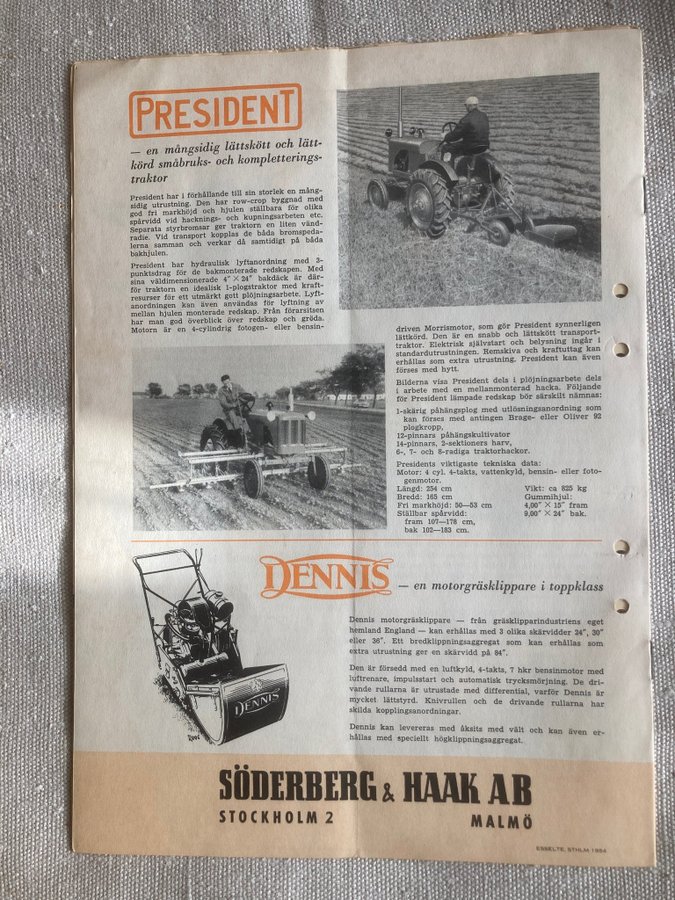 PRESIDENT
— en mångsidig lättskött och lätt-
körd småbruks- och kompletterings-
traktor
President har i förhållande till sin storlek en mång-
sidig utrustning. Den har row-crop byggnad med
god fri markhöjd och hjulen ställbara för olika
spårvidd vid hacknings- och kupningsarbeten etc.
Separata styrbromsar ger traktorn en liten vänd-
radie. Vid transport kopplas de båda bromspeda-
lerna samman och verkar då samtidigt på båda
bakhjulen.
President har hydraulisk lyftanordning med 3-
punktsdrag för de bakmonterade redskapen. Med
sina väldimensionerade 4" × 24" bakdäck är där-
för traktorn en idealisk 1-plogstraktor med kraft-
resurser för ett utmärkt gott plöjningsarbete. Lyft-
anordningen kan även användas för lyftning av
mellan hjulen monterade redskap. Från förarsitsen
har man god överblick över redskap och gröda.
Motorn är en 4-cylindrig fotogen- eller bensin-
driven Morrismotor, som gör President synnerligen
lättkörd. Den är en snabb och lättskött transport-
traktor. Elektrisk självstart och belysning ingår i
standardutrustningen. Remskiva och kraftuttag kan
erhållas som extra utrustning. President kan även
förses med hytt.
Bilderna visa President dels i plöjningsarbete dels
i arbete med en mellanmonterad hacka. Följande
för President lämpade redskap bör särskilt nämnas:
1-skärig påhängsplog med utlösningsanordning som
kan förses med antingen Brage- eller Oliver 92
plogkropp,
12-pinnars påhängskultivator
14-pinnars, 2-sektioners harv,
6-, 7- och 8-radiga traktorhackor.
Presidents viktigaste tekniska data:
Motor: 4 cyl. 4-takts, vattenkyld, bensin- eller foto-
genmotor.
Längd: 254 cm Vikt: ca 825 kg
Bredd: 165 cm Gummihjul:
Fri markhöjd: 50—53 cm 4,00" × 15" fram
Ställbar spårvidd: 9,00" × 24" bak.
fram 107—178 cm,
bak 102—183 cm.
DENNIS
— en motorgräsklippare i toppklass
DENNIS
Dennis motorgräsklippare — från gräsklipparindustriens eget
hemland England — kan erhållas med 3 olika skärvidder 24", 30"
eller 36". Ett bredklippningsaggregat som kan erhållas som
extra utrustning ger en skärvidd på 84".
Den är försedd med en luftkyld, 4-takts, 7 hkr bensinmotor med
luftrenare, impulsstart och automatisk trycksmörjning. De dri-
vande rullarna är utrustade med differential, varför Dennis är
mycket lättstyrd. Knivrullen och de drivande rullarna har
skilda kopplingsanordningar.
Dennis kan levereras med åksits med vält och kan även er-
hållas med speciellt högklippningsaggregat.
SÖDERBERG & HAAK AB
STOCKHOLM 2 MALMÖ
ESSELTE, STHLM 1954